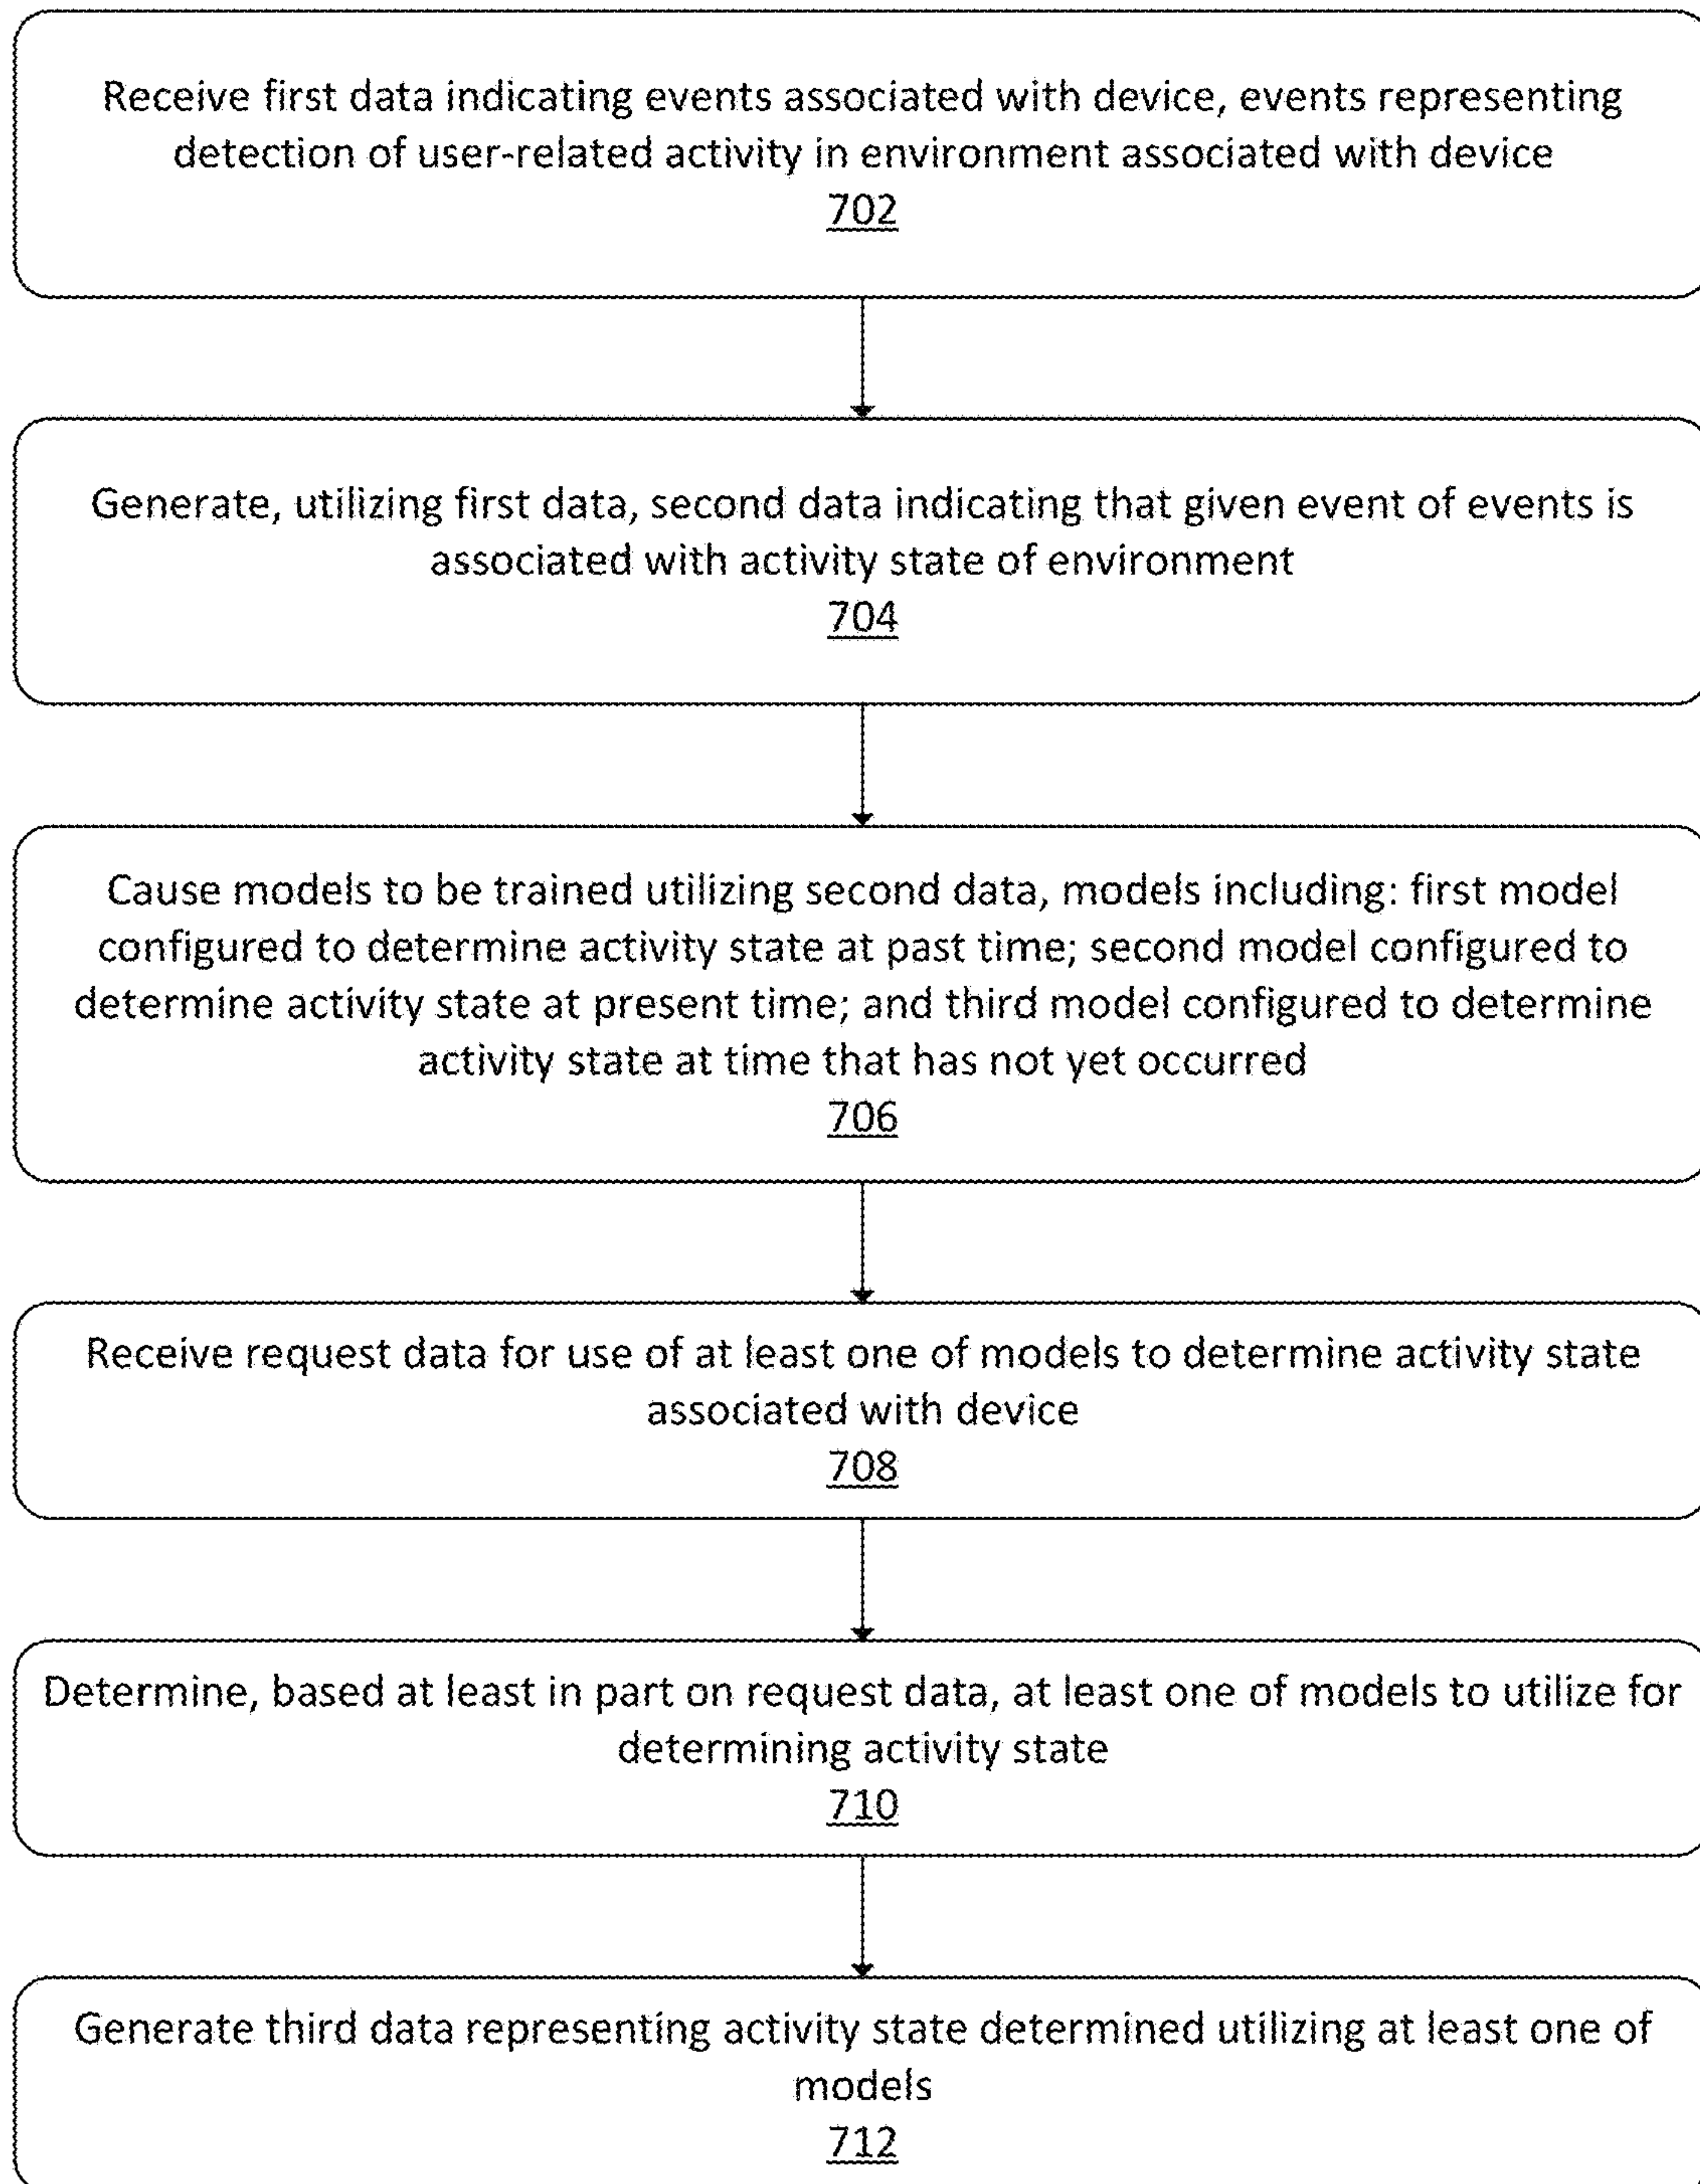 Receive first data indicating events associated with device, events representing
detection of user-related activity in environment associated with device
702
Generate, utilizing first data, second data indicating that given event of events is
associated with activity state of environment
704
Cause models to be trained utilizing second data, models including: first model
configured to determine activity state at past time; second model configured to
determine activity state at present time; and third model configured to determine
activity state at time that has not yet occurred
706
Receive request data for use of at least one of models to determine activity state
associated with device
708
Determine, based at least in part on request data, at least one of models to utilize for
determining activity state
710
Generate third data representing activity state determined utilizing at least one of
models
712